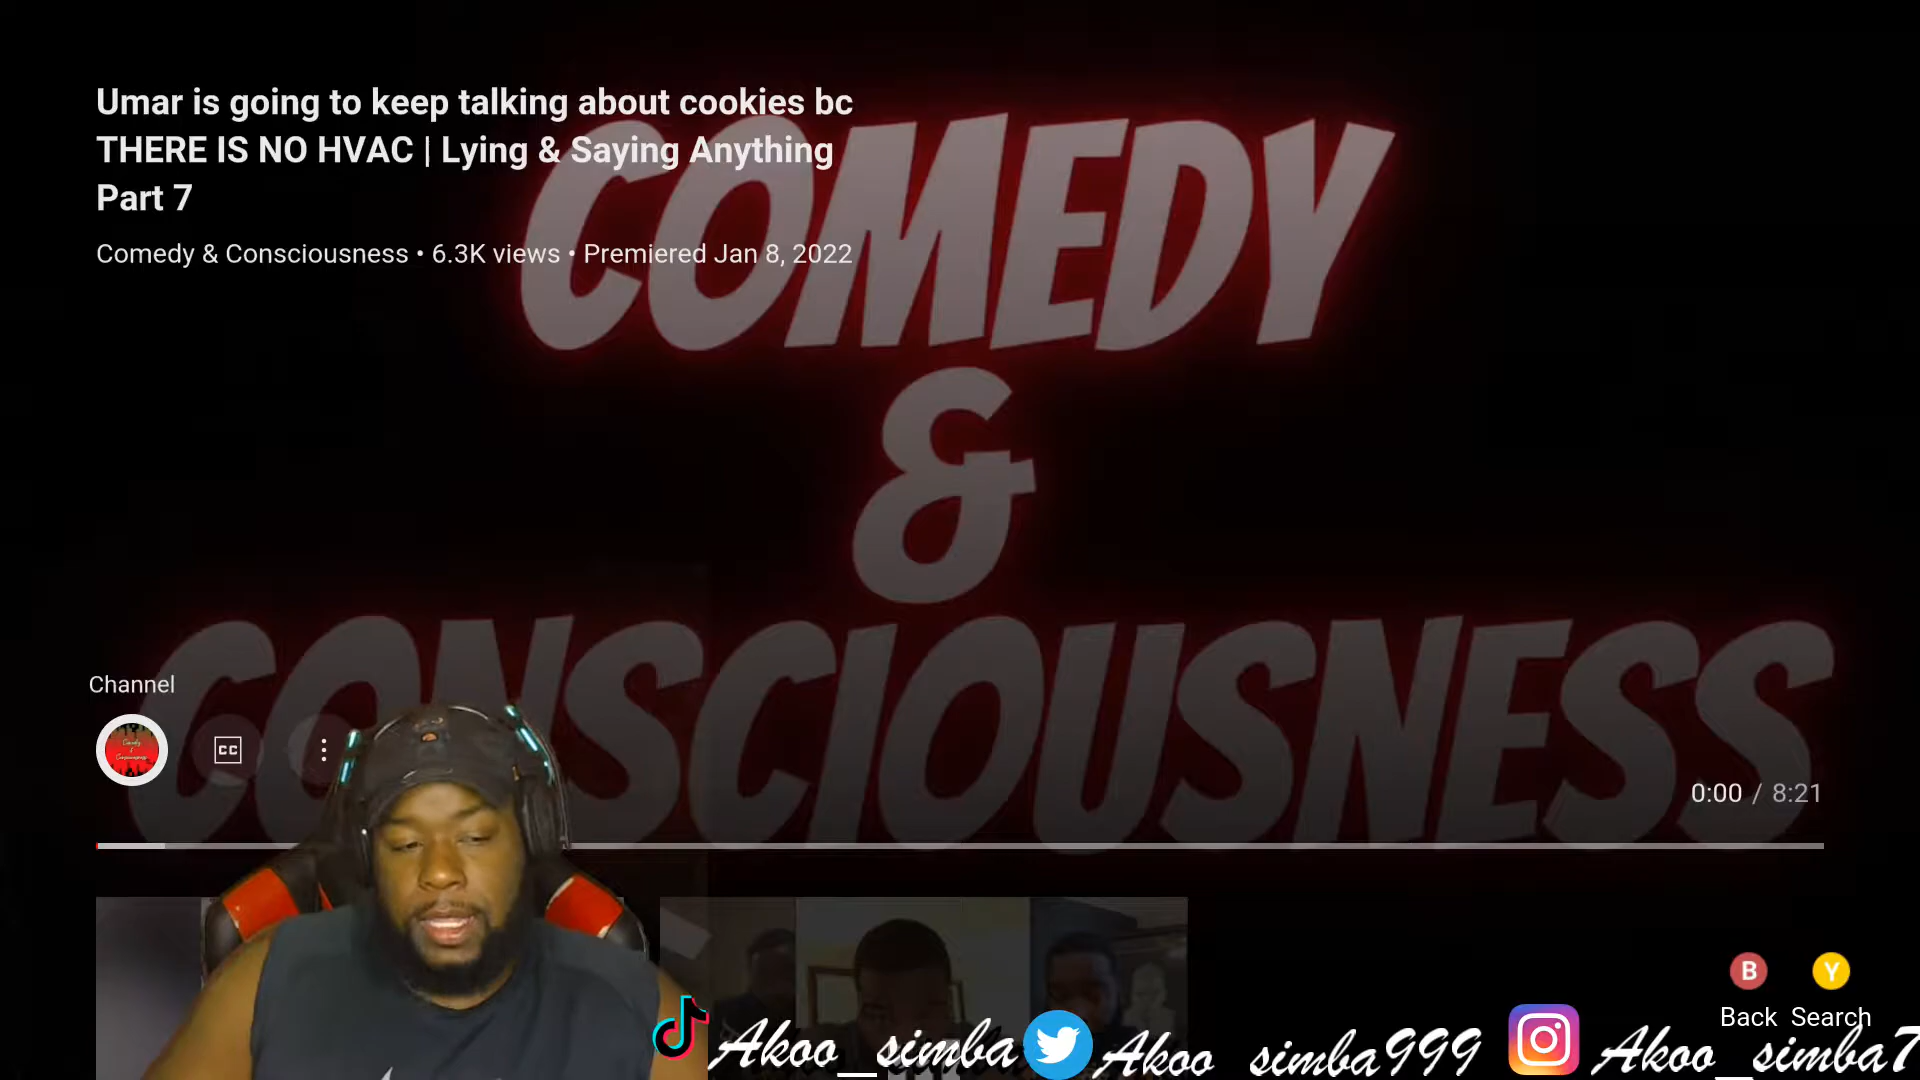 Umar is going to keep talking about cookies bc
THERE IS NO HVAC | Lying & Saying Anything
Part 7
Comedy & Consciousness • 6.3K views • Premiered Jan 8, 2022
COMEDY
&
CONSCIOUSNESS
Channel
CC
0:00 / 8:21
B Y
Back Search
Akoo_simba
Akoo_simba999
Akoo_simba7